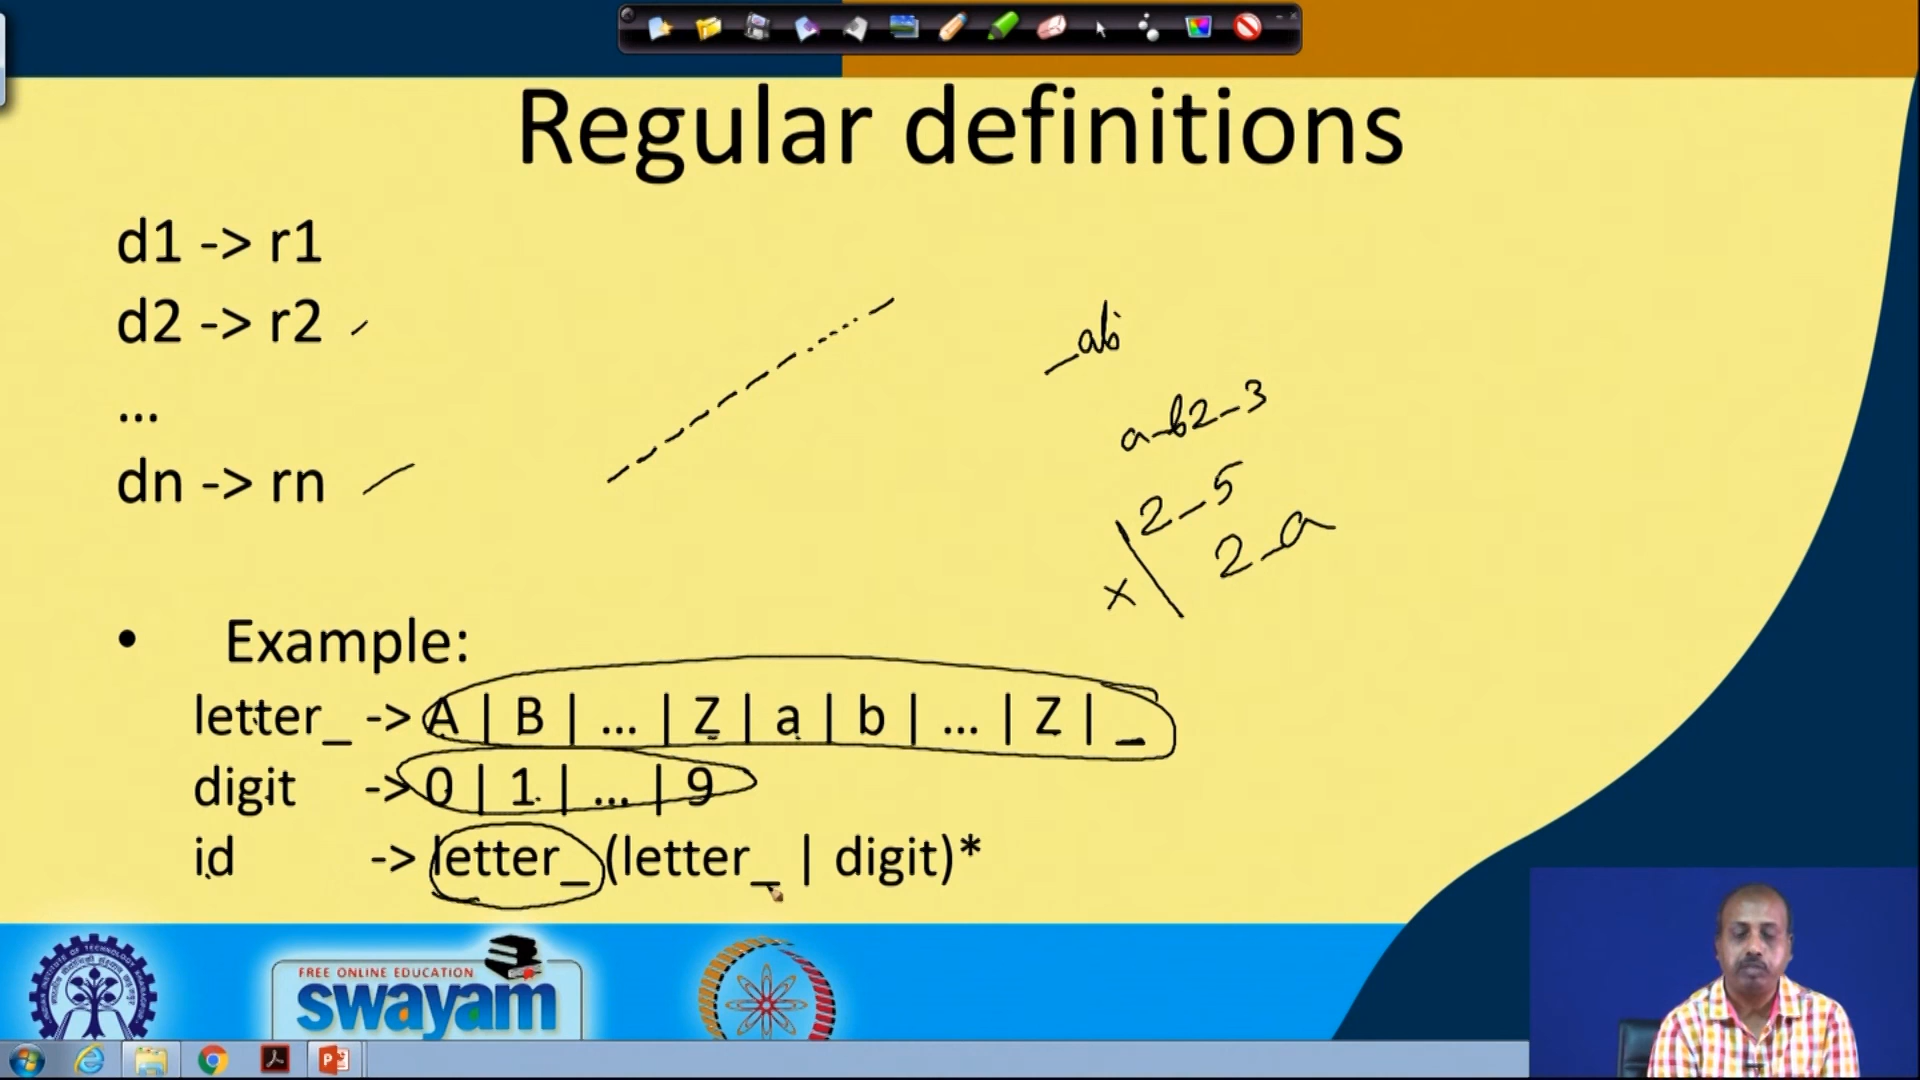 Regular definitions
d1 -> r1
d2 -> r2
...
dn -> rn
_ab
a_b2_3
2_5
2_a
x
• Example:
letter_ -> A | B | ... | Z | a | b | ... | Z | _
digit -> 0 | 1 | ... | 9
id -> letter_ (letter_ | digit)*
FREE ONLINE EDUCATION
swayam